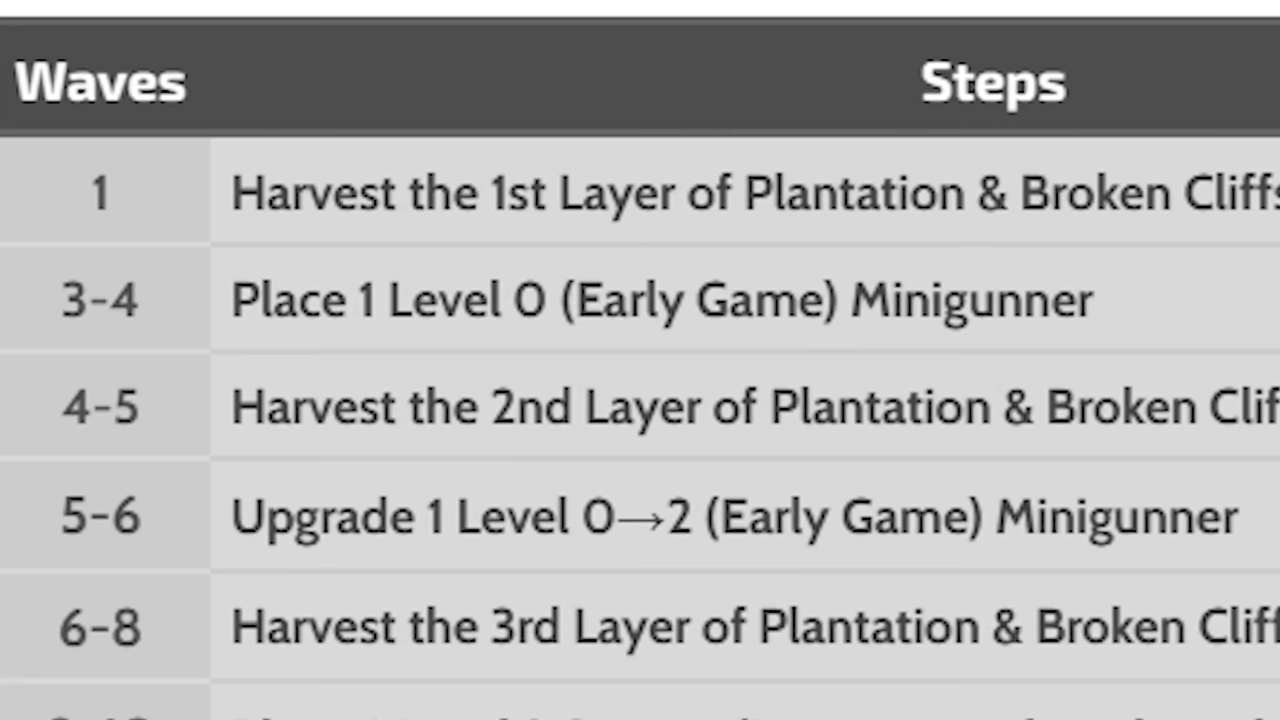 Waves Steps
1 Harvest the 1st Layer of Plantation & Broken Cliffs
3-4 Place 1 Level 0 (Early Game) Minigunner
4-5 Harvest the 2nd Layer of Plantation & Broken Clif
5-6 Upgrade 1 Level 0→2 (Early Game) Minigunner
6-8 Harvest the 3rd Layer of Plantation & Broken Cliff